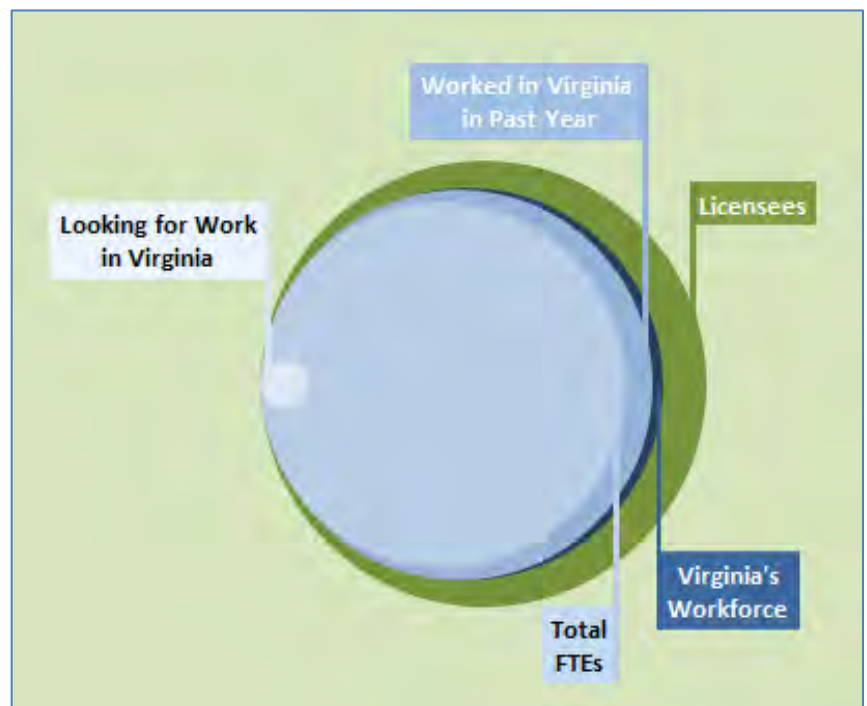 Worked in Virginia
in Past Year
Licensees
Looking for Work
in Virginia
Virginia's
Workforce
Total
FTEs